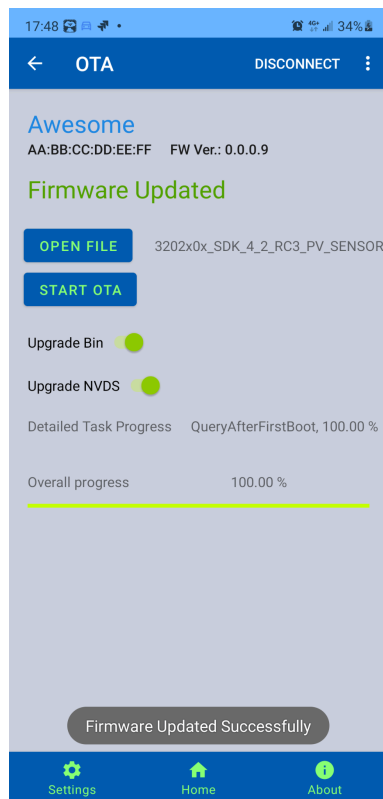 17:48 4G+ 34%
OTA DISCONNECT
Awesome
AA:BB:CC:DD:EE:FF FW Ver.: 0.0.0.9
Firmware Updated
OPEN FILE 3202x0x_SDK_4_2_RC3_PV_SENSOR
START OTA
Upgrade Bin
Upgrade NVDS
Detailed Task Progress QueryAfterFirstBoot, 100.00 %
Overall progress 100.00 %
Firmware Updated Successfully
Settings Home About